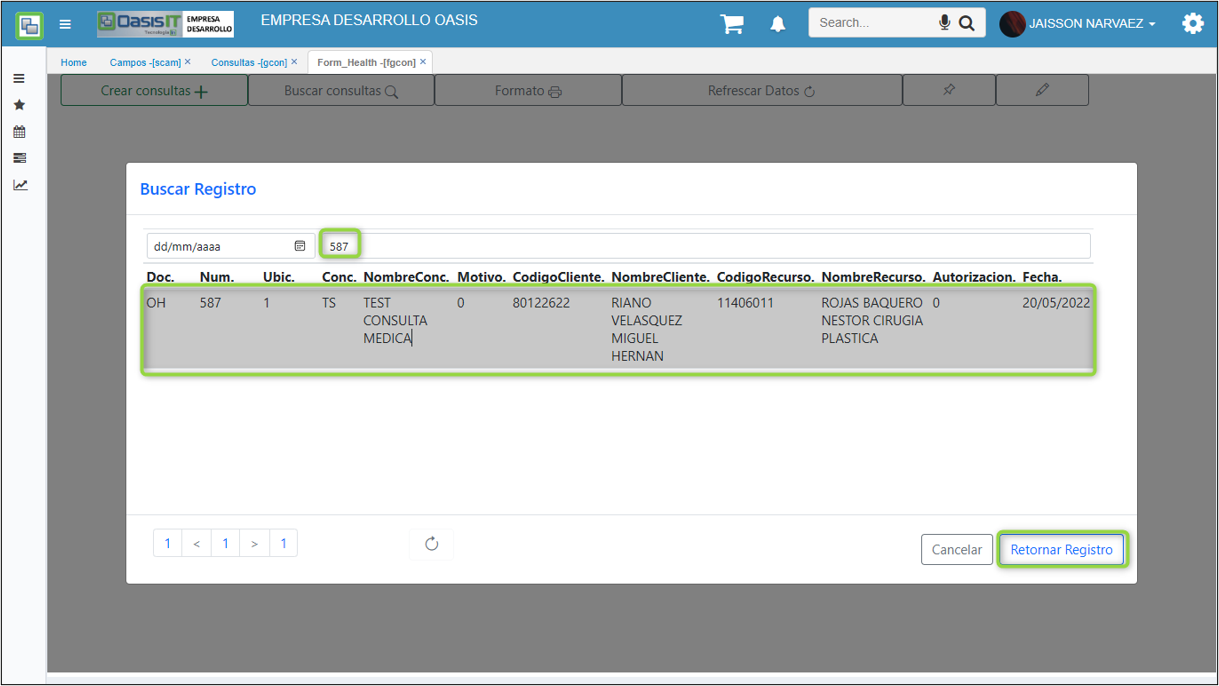 OasisIT EMPRESA DESARROLLO
Tecnología
EMPRESA DESARROLLO OASIS
Search...
JAISSON NARVAEZ
Home
Campos -[scam] ×
Consultas -[gcon] ×
Form_Health -[fgcon] ×
Crear consultas
Buscar consultas
Formato
Refrescar Datos
Buscar Registro
dd/mm/aaaa
587
Doc. Num. Ubic. Conc. NombreConc. Motivo. CodigoCliente. NombreCliente. CodigoRecurso. NombreRecurso. Autorizacion. Fecha.
OH 587 1 TS TEST 0 80122622 RIANO 11406011 ROJAS BAQUERO 0 20/05/2022
CONSULTA VELASQUEZ NESTOR CIRUGIA
MEDICA MIGUEL PLASTICA
HERNAN
1 < 1 > 1
Cancelar
Retornar Registro